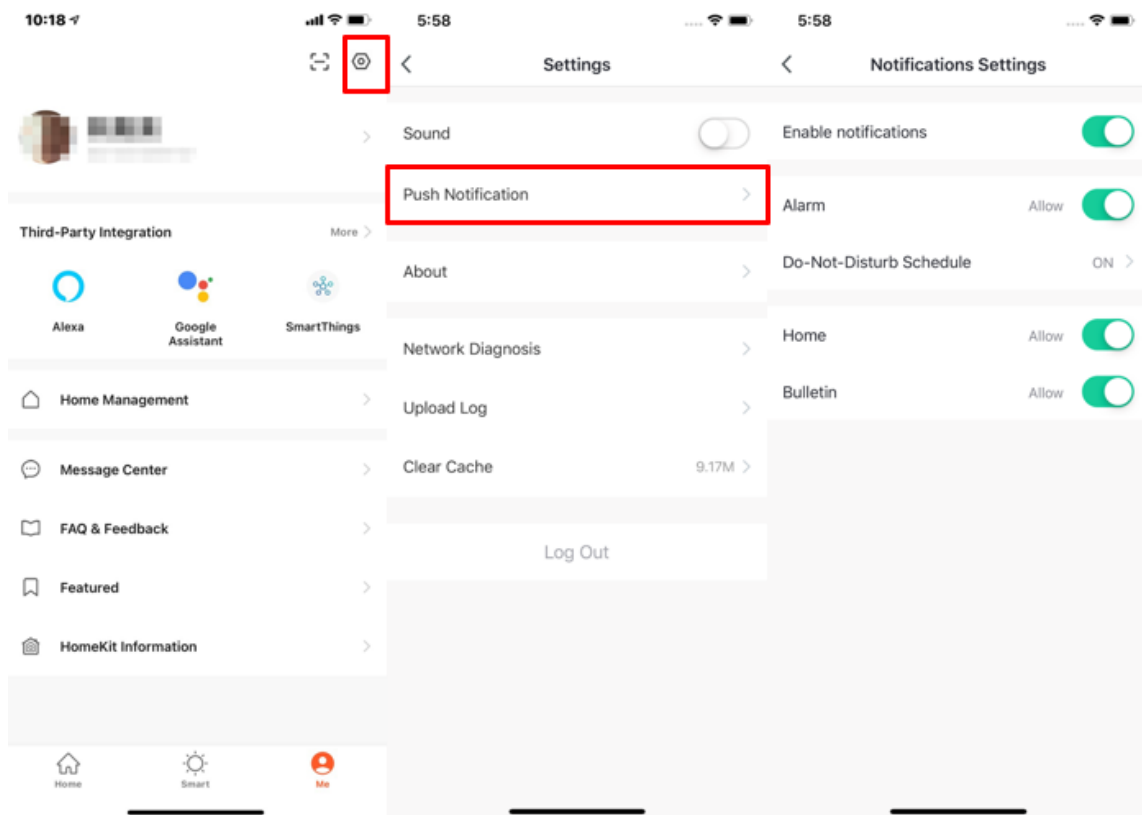 10:18
Third-Party Integration More
Alexa
Google
Assistant
SmartThings
Home Management
Message Center
FAQ & Feedback
Featured
HomeKit Information
Home
Smart
Me
5:58
Settings
Sound
Push Notification
About
Network Diagnosis
Upload Log
Clear Cache 9.17M
Log Out
5:58
Notifications Settings
Enable notifications
Alarm Allow
Do-Not-Disturb Schedule ON
Home Allow
Bulletin Allow